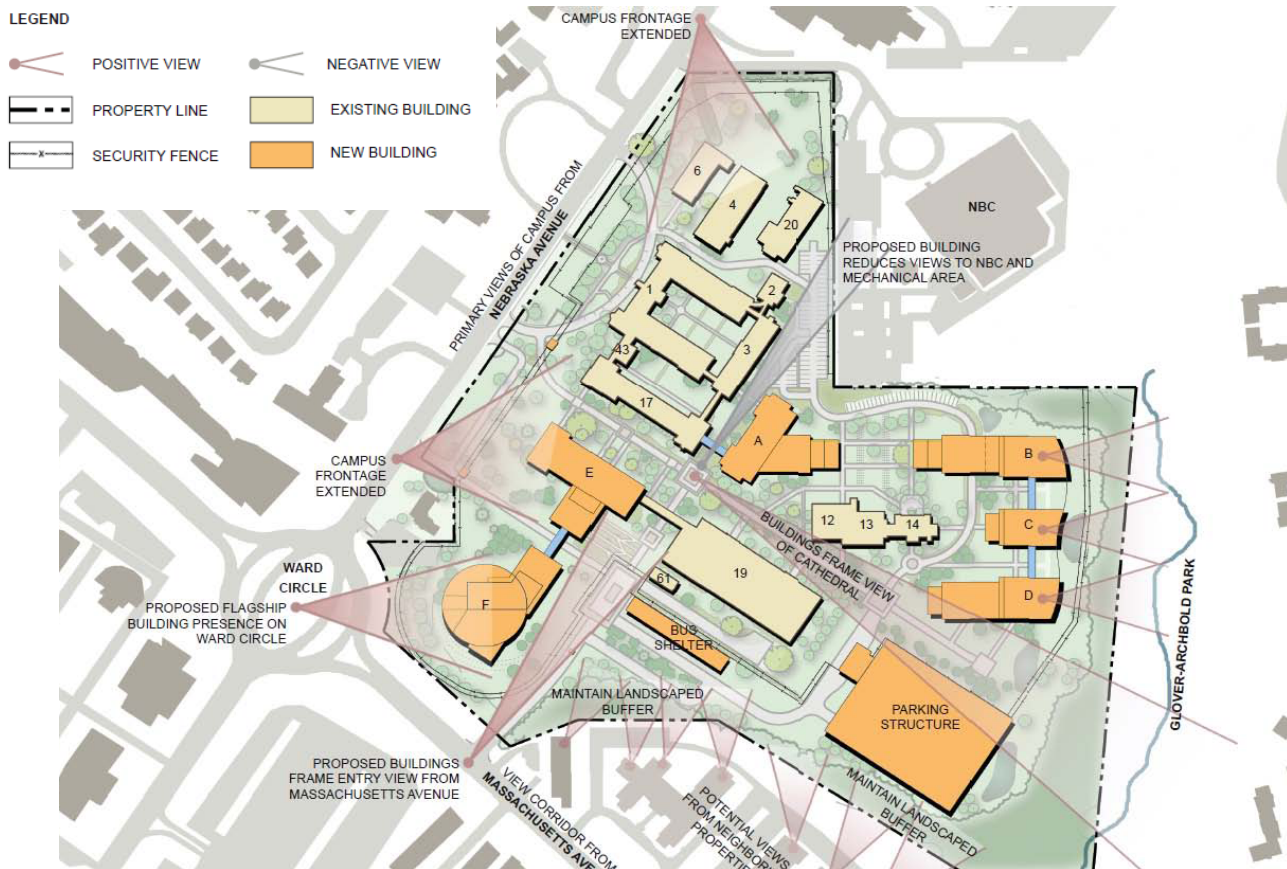 LEGEND
POSITIVE VIEW
NEGATIVE VIEW
PROPERTY LINE
EXISTING BUILDING
SECURITY FENCE
x
NEW BUILDING
CAMPUS FRONTAGE
EXTENDED
PRIMARY VIEWS OF CAMPUS FROM
NEBRASKA AVENUE
6
4
20
NBC
PROPOSED BUILDING
REDUCES VIEWS TO NBC AND
MECHANICAL AREA
1
2
43
3
17
A
B
CAMPUS
FRONTAGE
EXTENDED
E
12
13
14
C
BUILDINGS FRAME VIEW
OF CATHEDRAL
19
61
D
GLOVER-ARCHBOLD PARK
WARD
CIRCLE
PROPOSED FLAGSHIP
BUILDING PRESENCE ON
WARD CIRCLE
F
BUS
SHELTER
MAINTAIN LANDSCAPED
BUFFER
PARKING
STRUCTURE
PROPOSED BUILDINGS
FRAME ENTRY VIEW FROM
MASSACHUSETTS AVENUE
VIEW CORRIDOR FROM
MASSACHUSETTS AVE
POTENTIAL VIEWS
FROM NEIGHBORI
PROPERTIE
MAINTAIN LANDSCAPED
BUFFER